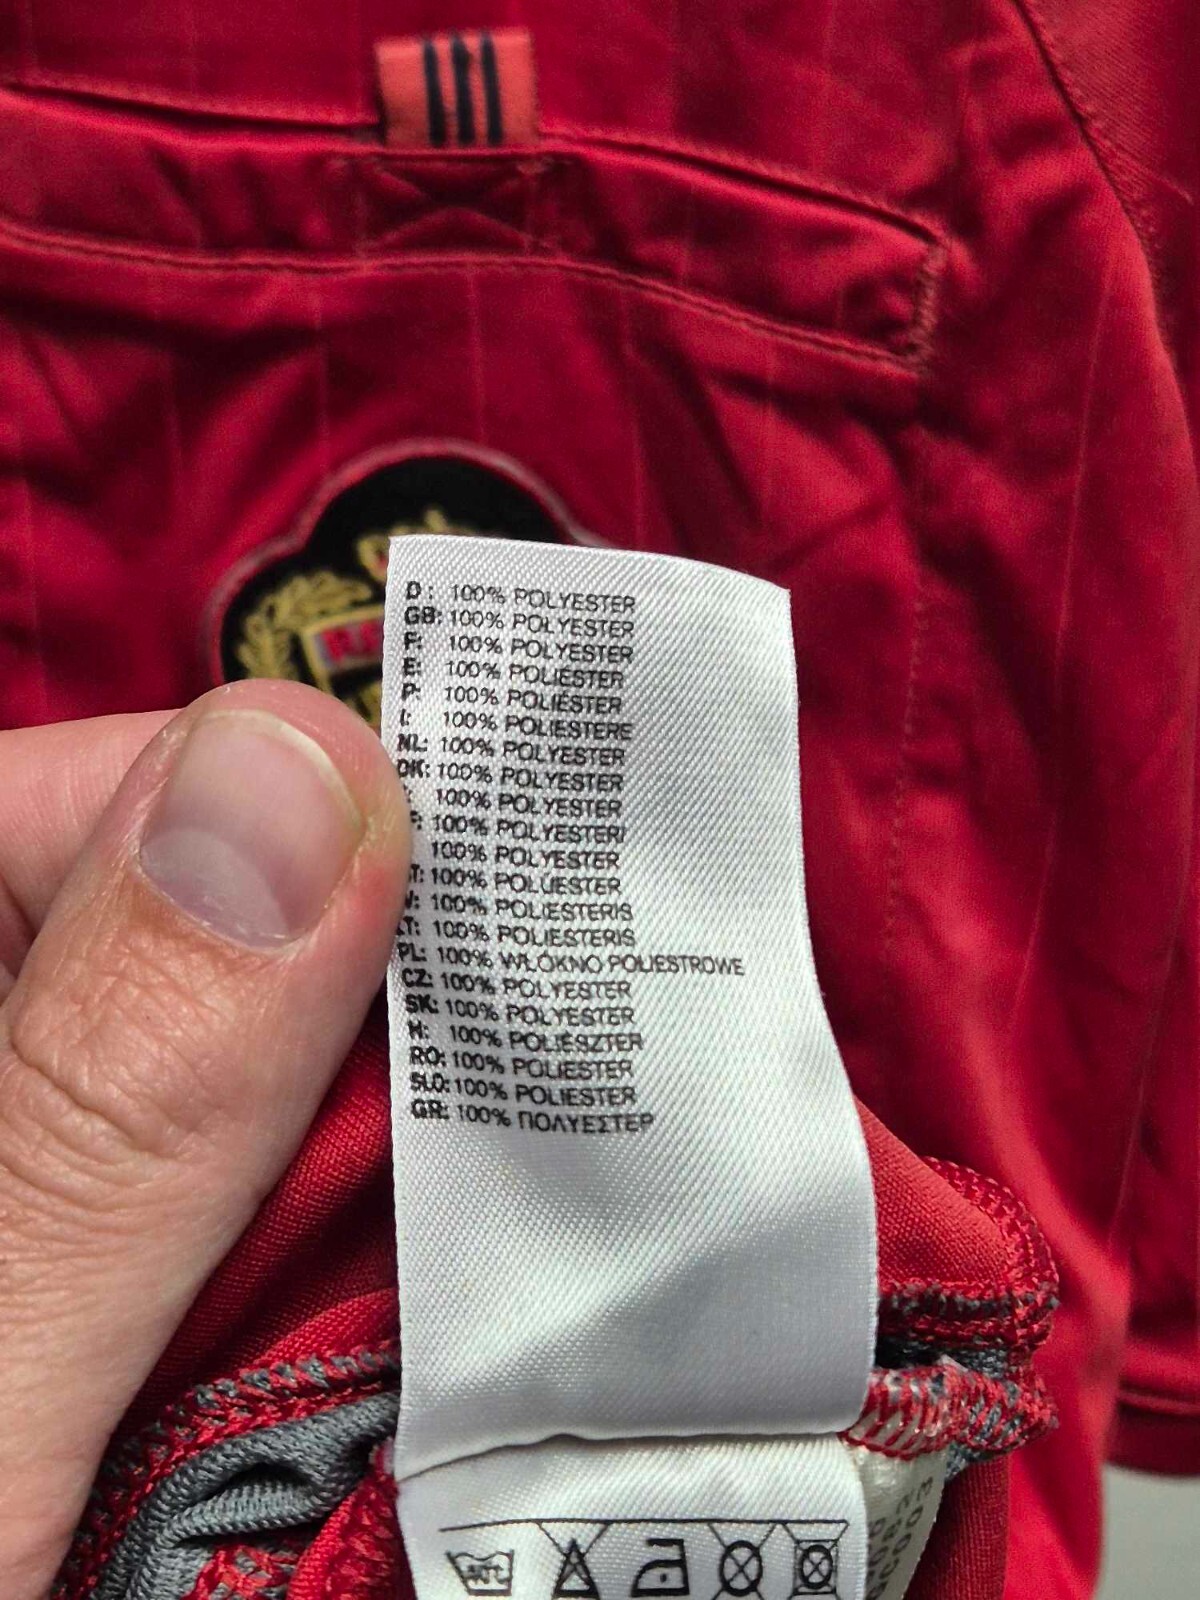 D: 100% POLYESTER
GB: 100% POLYESTER
F: 100% POLYESTER
E: 100% POLIÉSTER
P: 100% POLIÉSTER
I: 100% POLIESTERE
NL: 100% POLYESTER
DK: 100% POLYESTER
100% POLYESTER
100% POLYESTERI
100% POLYESTER
100% POLÜESTER
100% POLIESTERIS
100% POLIESTERIS
PL: 100% WŁÓKNO POLIESTROWE
CZ: 100% POLYESTER
SK: 100% POLYESTER
H: 100% POLIÉSZTER
RO: 100% POLIESTER
SLO: 100% POLIESTER
GR: 100% ΠΟΛΥΕΣΤΕΡ
40°C